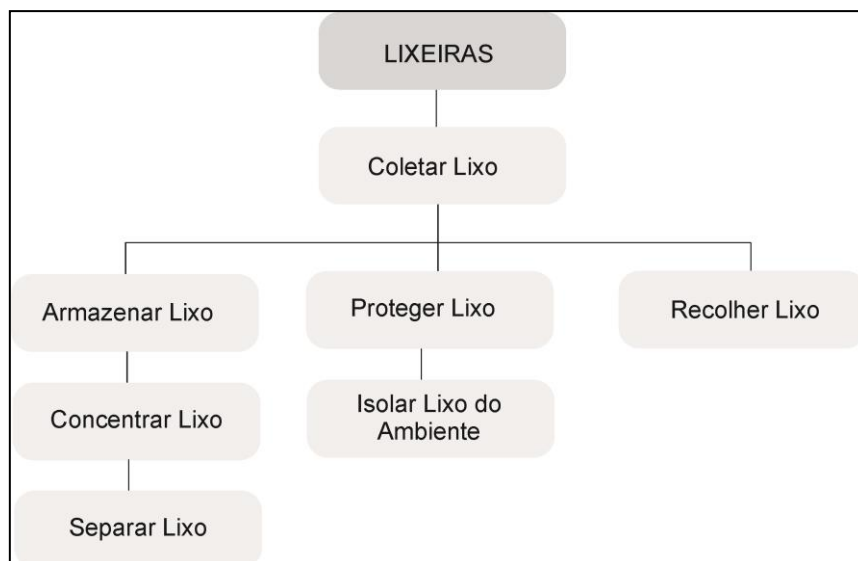 LIXEIRAS
Coletar Lixo
Armazenar Lixo
Proteger Lixo
Recolher Lixo
Concentrar Lixo
Isolar Lixo do
Ambiente
Separar Lixo